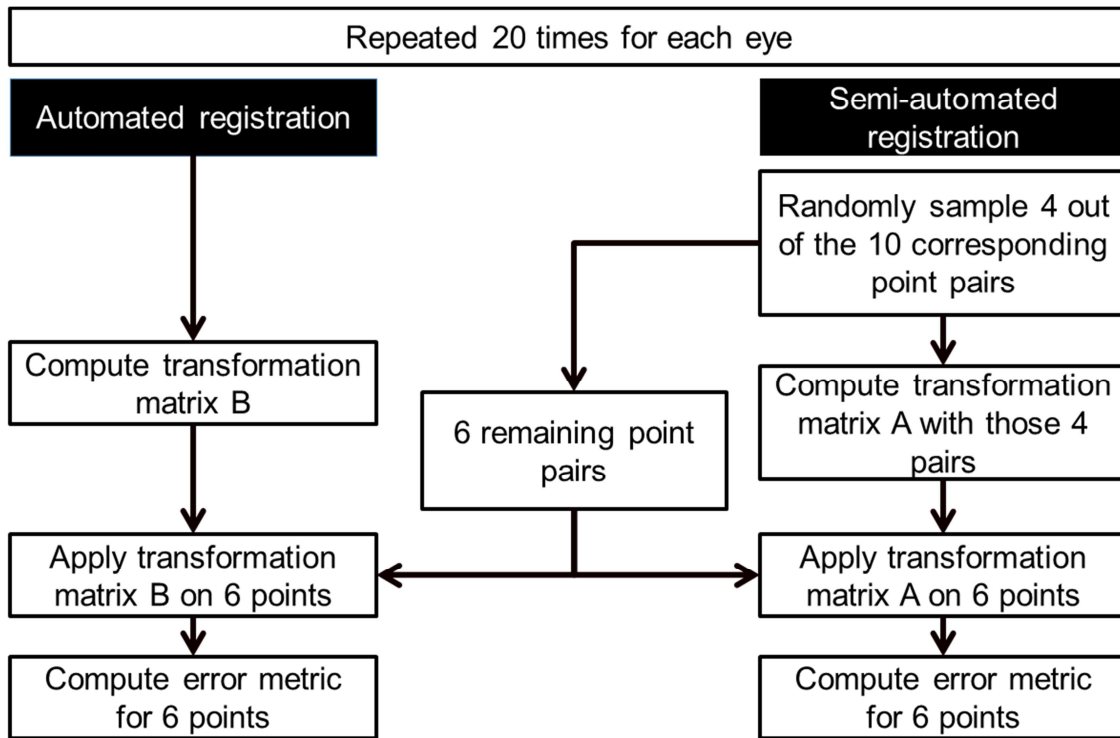 Repeated 20 times for each eye
Automated registration
Semi-automated
registration
Randomly sample 4 out
of the 10 corresponding
point pairs
Compute transformation
matrix B
6 remaining point
pairs
Compute transformation
matrix A with those 4
pairs
Apply transformation
matrix B on 6 points
Apply transformation
matrix A on 6 points
Compute error metric
for 6 points
Compute error metric
for 6 points